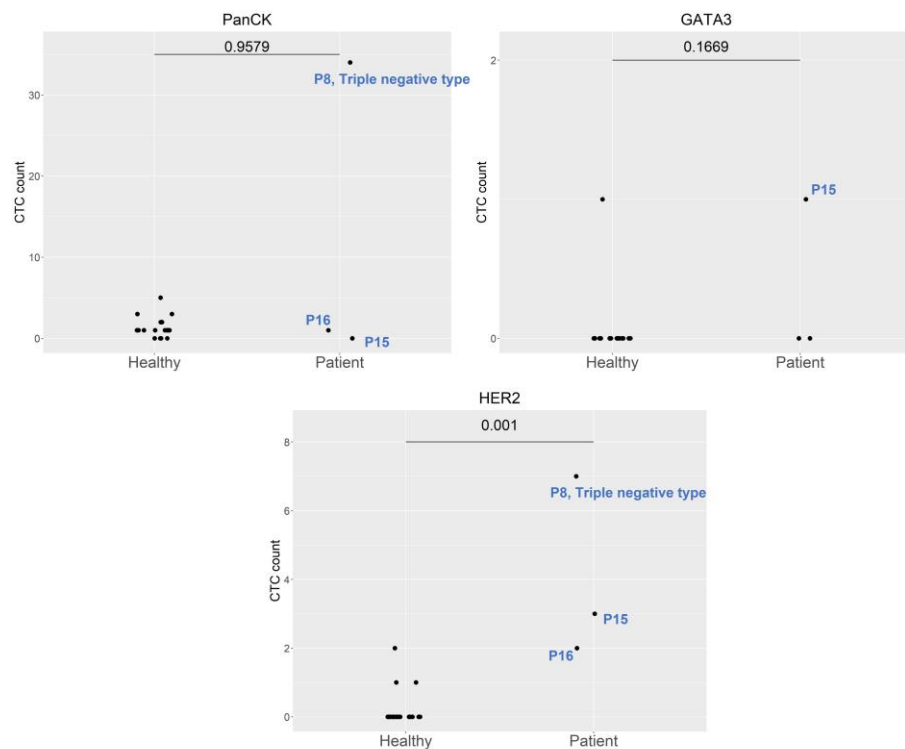 PanCK
0.9579
P8, Triple negative type
30
20
10
0
CTC count
P16
P15
Healthy
Patient
GATA3
0.1669
2
0
CTC count
P15
Healthy
Patient
HER2
0.001
8
6
4
2
0
CTC count
P8, Triple negative type
P15
P16
Healthy
Patient